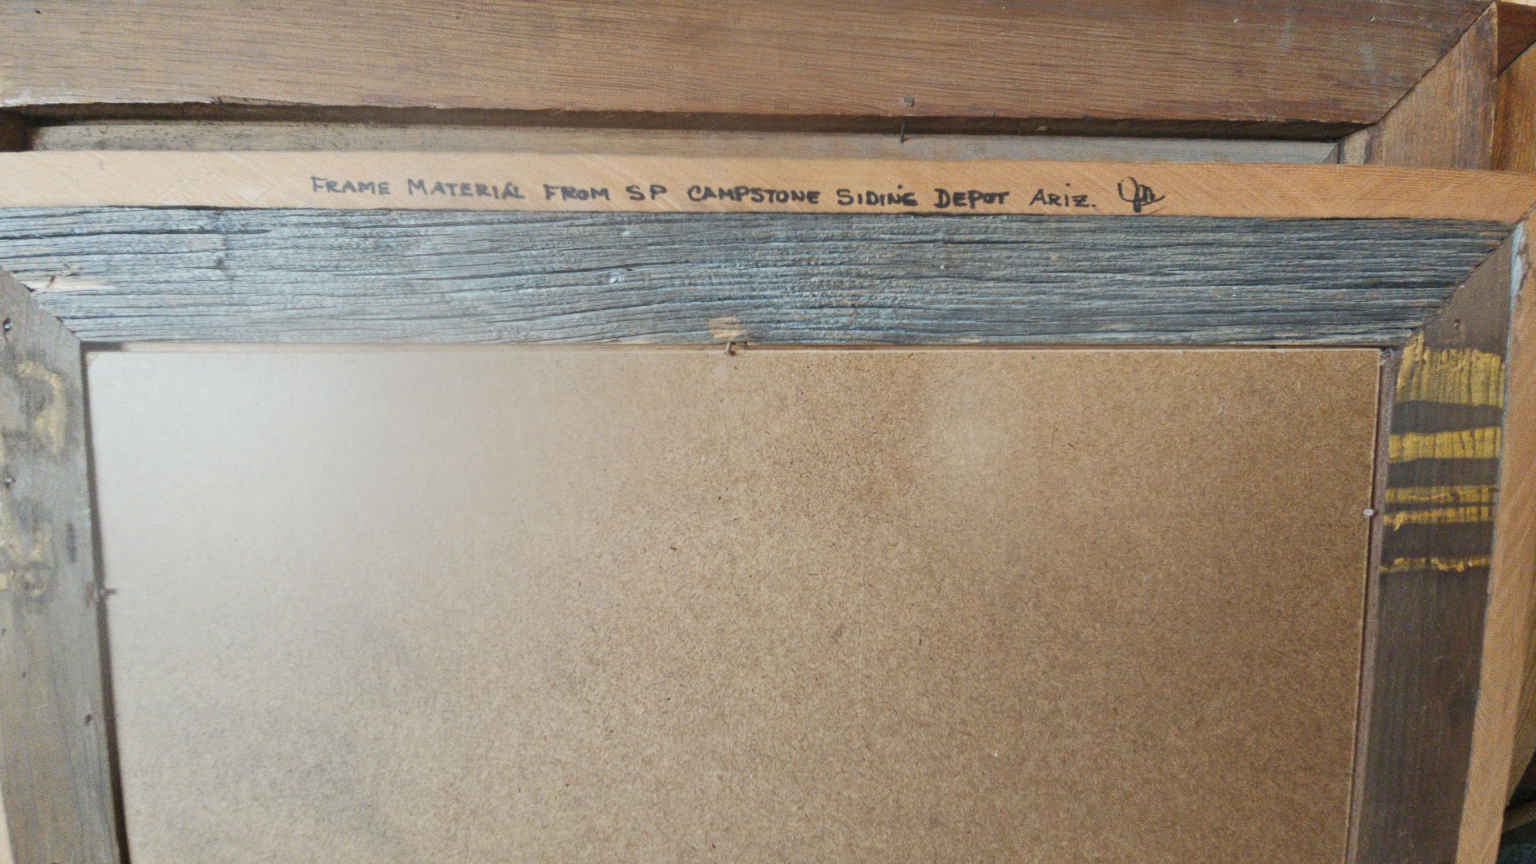 FRAME MATERIAL FROM SP CAMPSTONE SIDING DEPOT ARIZ.